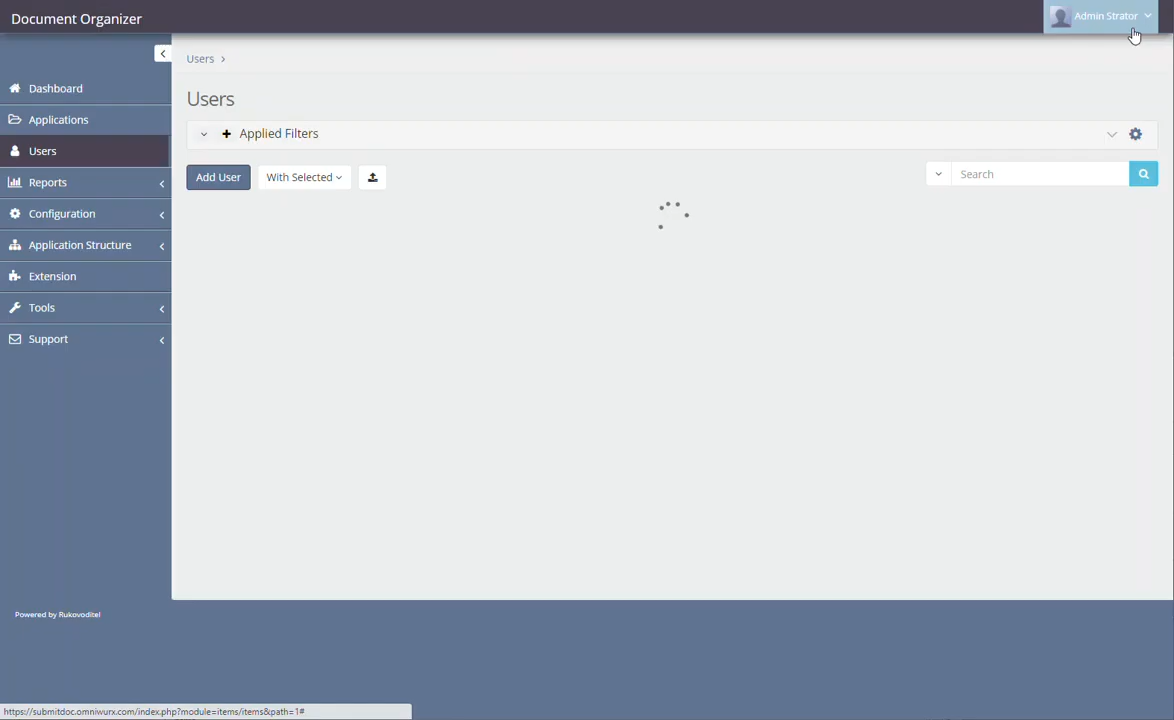 Document Organizer
Admin Strator
Users
Dashboard
Applications
Users
Reports
Configuration
Application Structure
Extension
Tools
Support
Users
Applied Filters
Add User
With Selected
Search
Powered by Rukovoditel
https://submitdoc.omniwurx.com/index.php?module=items/items&path=1#